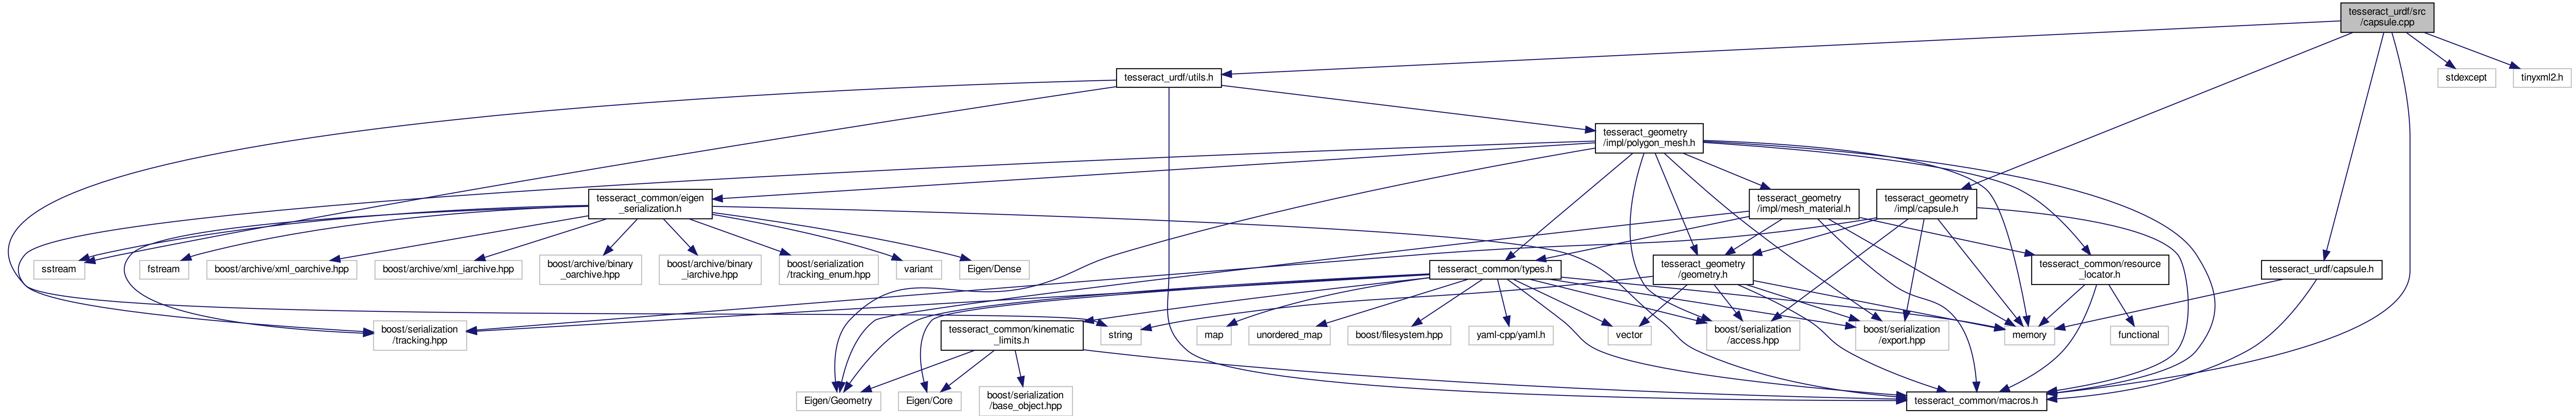 tesseract_urdf/src
/capsule.cpp
tesseract_urdf/utils.h
stdexcept
tinyxml2.h
tesseract_geometry
/impl/polygon_mesh.h
tesseract_common/eigen
_serialization.h
tesseract_geometry
/impl/mesh_material.h
tesseract_geometry
/impl/capsule.h
sstream
fstream
boost/archive/xml_oarchive.hpp
boost/archive/xml_iarchive.hpp
boost/archive/binary
_oarchive.hpp
boost/archive/binary
_iarchive.hpp
boost/serialization
/tracking_enum.hpp
variant
Eigen/Dense
tesseract_common/types.h
tesseract_geometry
/geometry.h
tesseract_common/resource
_locator.h
tesseract_urdf/capsule.h
boost/serialization
/tracking.hpp
tesseract_common/kinematic
_limits.h
string
map
unordered_map
boost/filesystem.hpp
yaml-cpp/yaml.h
vector
boost/serialization
/access.hpp
boost/serialization
/export.hpp
memory
functional
Eigen/Geometry
Eigen/Core
boost/serialization
/base_object.hpp
tesseract_common/macros.h